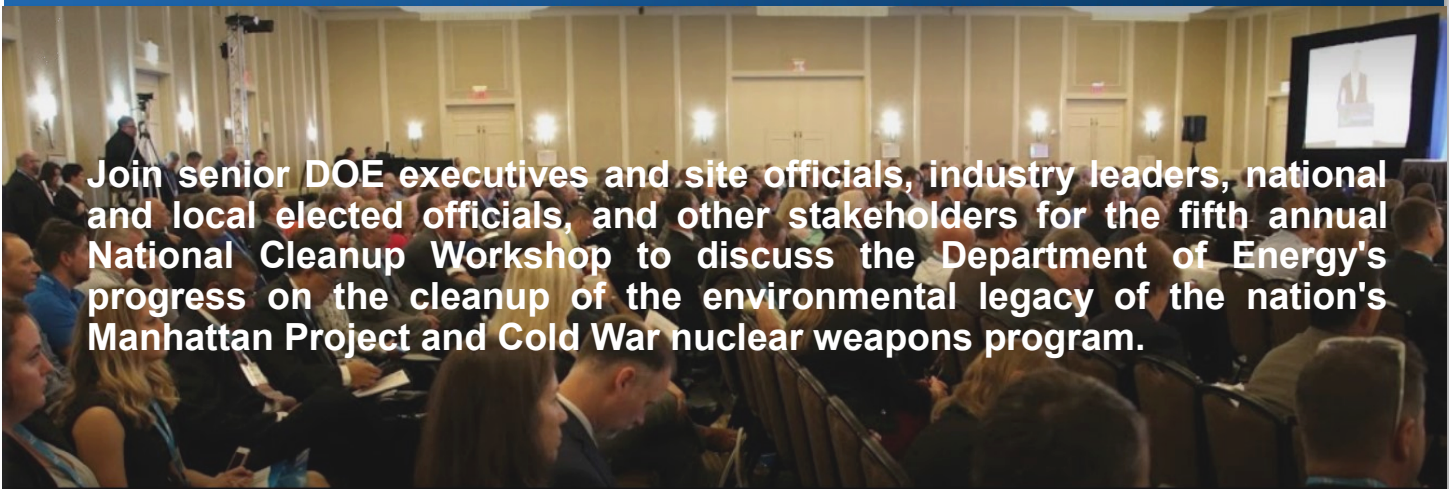 Join senior DOE executives and site officials, industry leaders, national
and local elected officials, and other stakeholders for the fifth annual
National Cleanup Workshop to discuss the Department of Energy's
progress on the cleanup of the environmental legacy of the nation's
Manhattan Project and Cold War nuclear weapons program.